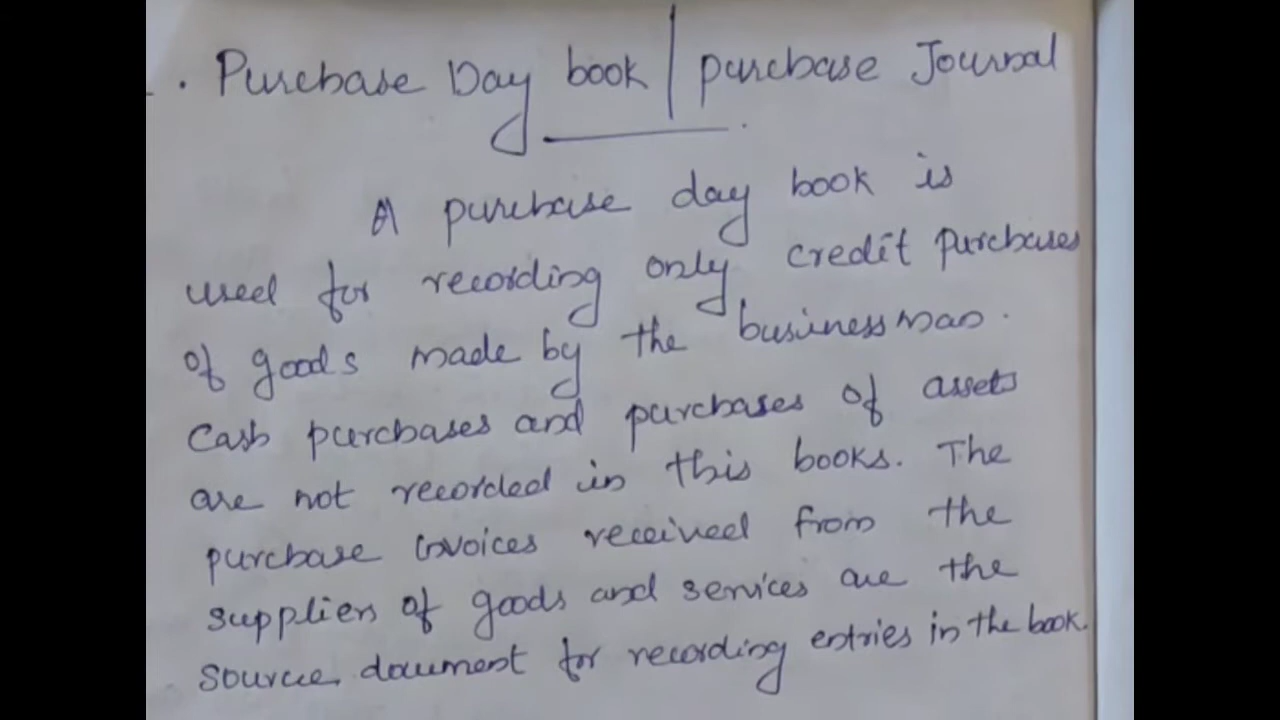 . Purchase Day book | purchase Journal
A purchase day book is
used for recording only credit purchases
of goods made by the businessman.
Cash purchases and purchases of assets
are not recorded in this books. The
purchase invoices received from the
suppliers of goods and services are the
source document for recording entries in the book.